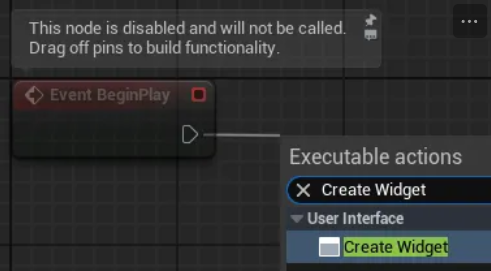 This node is disabled and will not be called.
Drag off pins to build functionality.
Event BeginPlay
Executable actions
Create Widget
User Interface
Create Widget